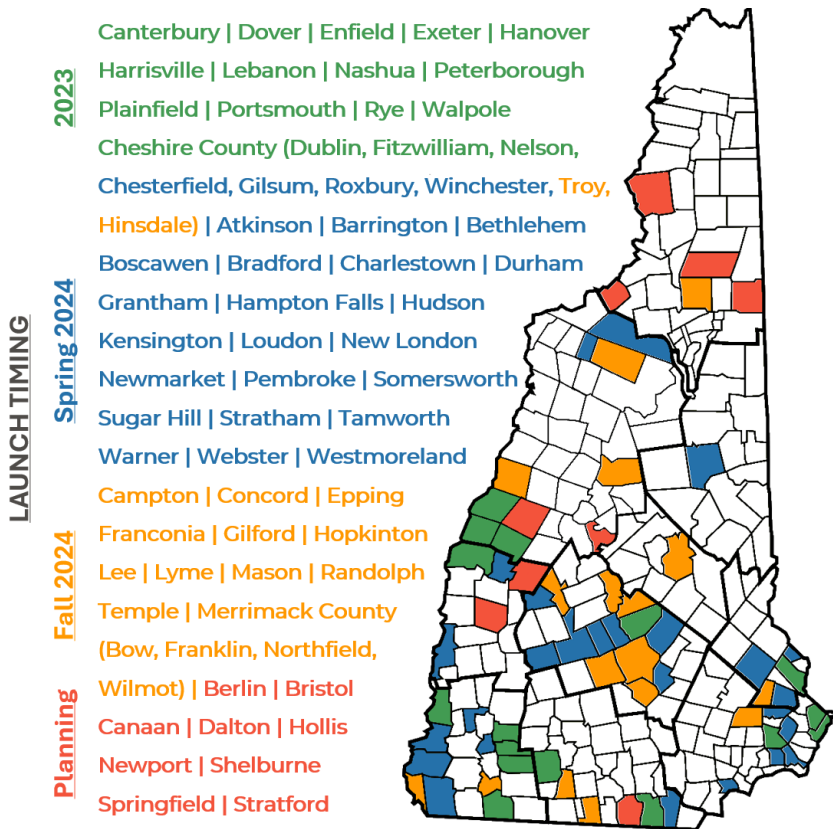 LAUNCH TIMING
2023
Canterbury | Dover | Enfield | Exeter | Hanover
Harrisville | Lebanon | Nashua | Peterborough
Plainfield | Portsmouth | Rye | Walpole
Cheshire County (Dublin, Fitzwilliam, Nelson,
Spring 2024
Chesterfield, Gilsum, Roxbury, Winchester, Troy,
Hinsdale) | Atkinson | Barrington | Bethlehem
Boscawen | Bradford | Charlestown | Durham
Grantham | Hampton Falls | Hudson
Kensington | Loudon | New London
Newmarket | Pembroke | Somersworth
Sugar Hill | Stratham | Tamworth
Warner | Webster | Westmoreland
Fall 2024
Campton | Concord | Epping
Franconia | Gilford | Hopkinton
Lee | Lyme | Mason | Randolph
Temple | Merrimack County
(Bow, Franklin, Northfield,
Wilmot) | Berlin | Bristol
Planning
Canaan | Dalton | Hollis
Newport | Shelburne
Springfield | Stratford